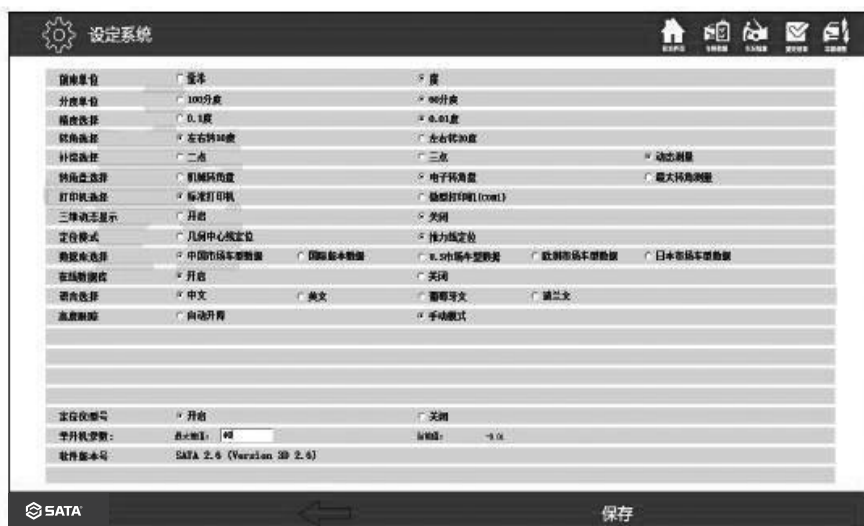 设定系统
前束单位 毫米 度
分度单位 100分度 60分度
精度选择 0.1度 0.01度
转角选择 左右转10度 左右转20度
补偿选择 二点 三点 动态测量
转角盘选择 机械转角盘 电子转角盘 最大转角测量
打印机选择 标准打印机 微型打印机(com1)
三维动态显示 开启 关闭
定位模式 几何中心线定位 推力线定位
数据库选择 中国市场车型数据 国际版本数据 U.S市场车型数据 欧洲市场车型数据 日本市场车型数据
在线数据库 开启 关闭
语言选择 中文 英文 葡萄牙文 波兰文
高度跟踪 自动升降 手动模式
定位仪型号 开启 关闭
举升机参数: 最大值: 40 -0.01
软件版本号 SATA 2.6 (Version 3D 2.6)
SATA 保存